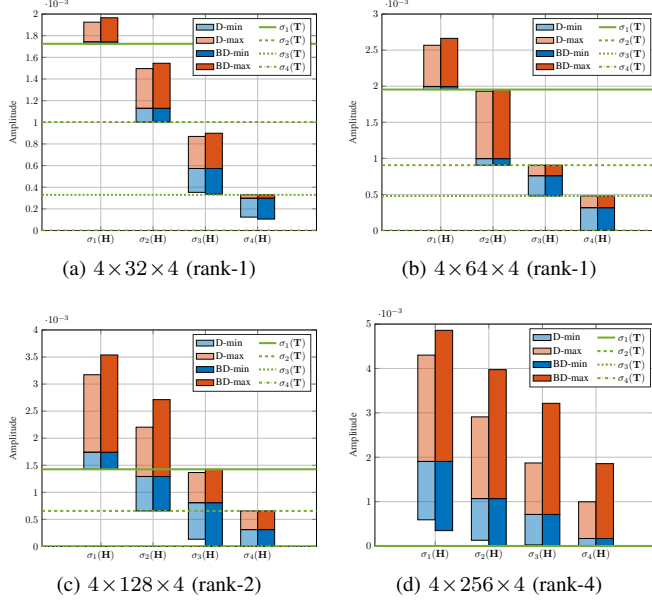 ·10⁻³
2
1.8
1.6
1.4
1.2
1
0.8
0.6
0.4
0.2
0
Amplitude
D-min
D-max
BD-min
BD-max
σ₁(T)
σ₂(T)
σ₃(T)
σ₄(T)
σ₁(H) σ₂(H) σ₃(H) σ₄(H)
(a) 4×32×4 (rank-1)
·10⁻³
3
2.5
2
1.5
1
0.5
0
Amplitude
D-min
D-max
BD-min
BD-max
σ₁(T)
σ₂(T)
σ₃(T)
σ₄(T)
σ₁(H) σ₂(H) σ₃(H) σ₄(H)
(b) 4×64×4 (rank-1)
·10⁻³
4
3.5
3
2.5
2
1.5
1
0.5
0
Amplitude
D-min
D-max
BD-min
BD-max
σ₁(T)
σ₂(T)
σ₃(T)
σ₄(T)
σ₁(H) σ₂(H) σ₃(H) σ₄(H)
(c) 4×128×4 (rank-2)
·10⁻³
5
4
3
2
1
0
Amplitude
D-min
D-max
BD-min
BD-max
σ₁(T)
σ₂(T)
σ₃(T)
σ₄(T)
σ₁(H) σ₂(H) σ₃(H) σ₄(H)
(d) 4×256×4 (rank-4)